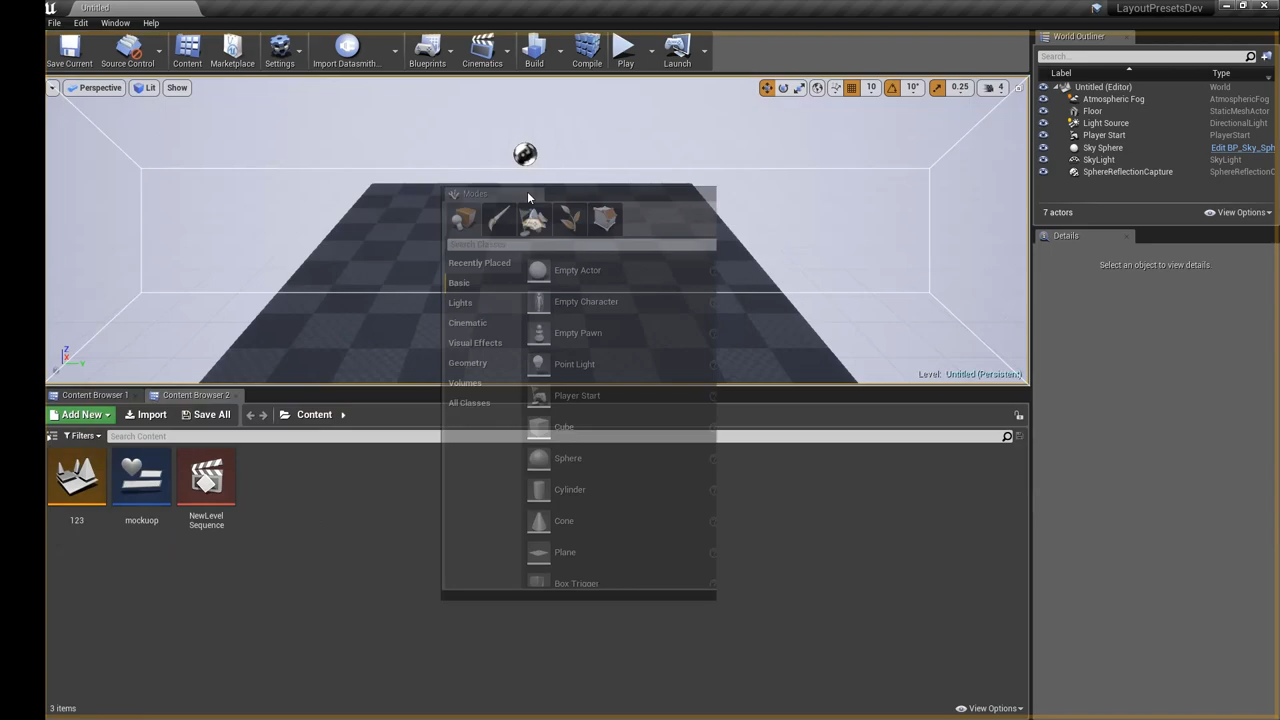 Untitled
LayoutPresetsDev
File Edit Window Help
Save Current Source Control Content Marketplace Settings Import Datasmith... Blueprints Cinematics Build Compile Play Launch
Perspective Lit Show
10 10° 0.25 4
World Outliner
Search...
Label Type
Untitled (Editor) World
Atmospheric Fog AtmosphericFog
Floor StaticMeshActor
Light Source DirectionalLight
Player Start PlayerStart
Sky Sphere Edit BP_Sky_Sph
SkyLight SkyLight
SphereReflectionCapture SphereReflection
7 actors View Options
Details
Select an object to view details.
Modes
Search Classes
Recently Placed
Basic
Lights
Cinematic
Visual Effects
Geometry
Volumes
All Classes
Empty Actor
Empty Character
Empty Pawn
Point Light
Player Start
Cube
Sphere
Cylinder
Cone
Plane
Box Trigger
Z
X
Y
Level: Untitled (Persistent)
Content Browser 1 Content Browser 2
Add New Import Save All Content
Filters Search Content
123
mockuop
NewLevel
Sequence
3 items View Options